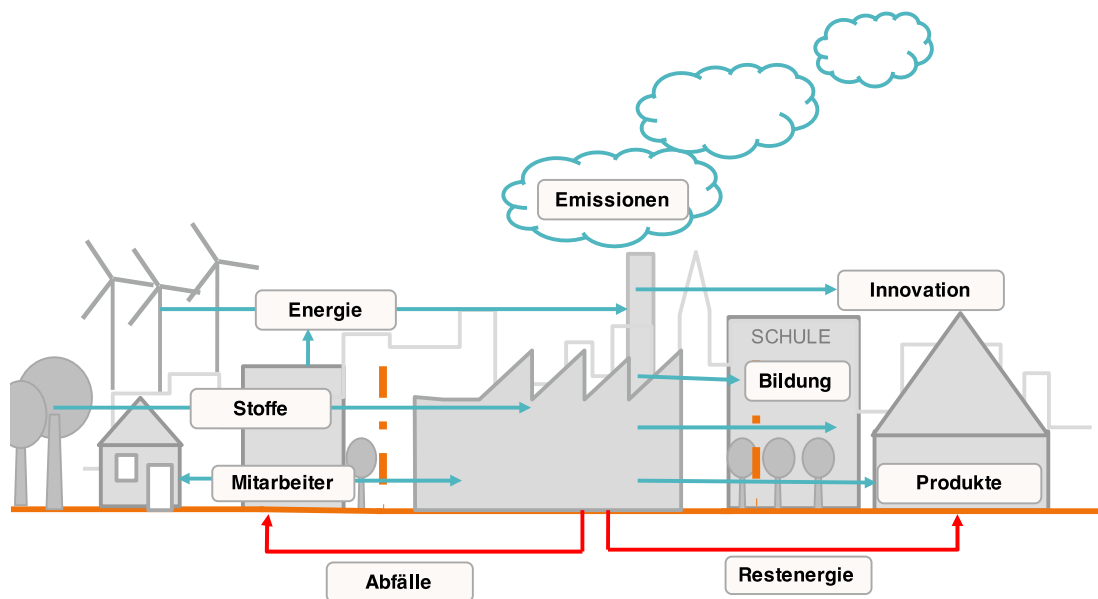 Emissionen
Energie
Innovation
SCHULE
Bildung
Stoffe
Mitarbeiter
Produkte
Abfälle
Restenergie